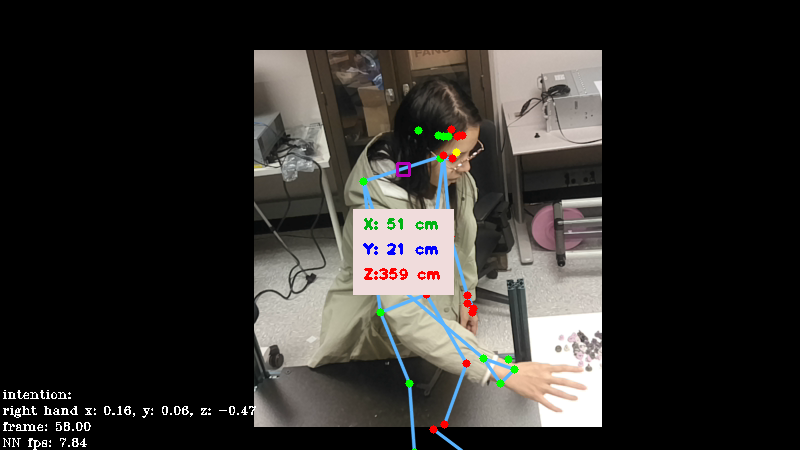 X: 51 cm
Y: 21 cm
Z:359 cm
intention:
right hand x: 0.16, y: 0.06, z: -0.47
frame: 58.00
NN fps: 7.84